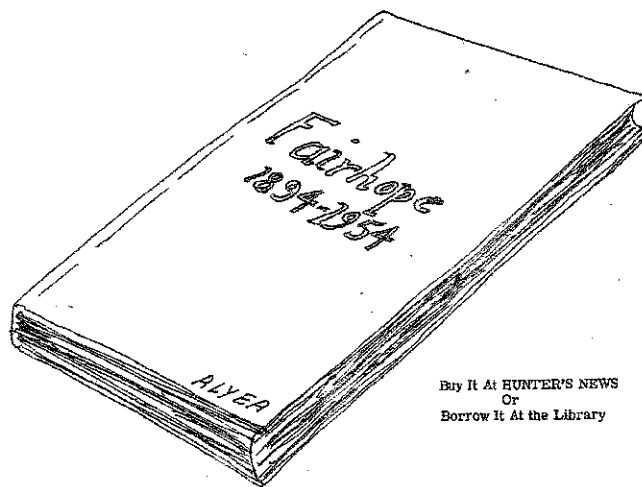 Fairhope
1894-1954
ALYEA
Buy It At HUNTER'S NEWS
Or
Borrow It At the Library